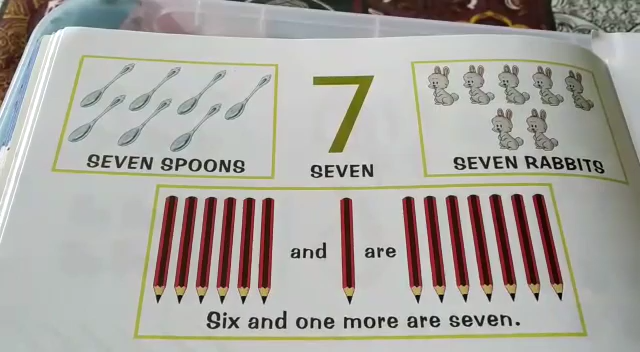 7
SEVEN SPOONS
SEVEN
SEVEN RABBITS
and are
Six and one more are seven.